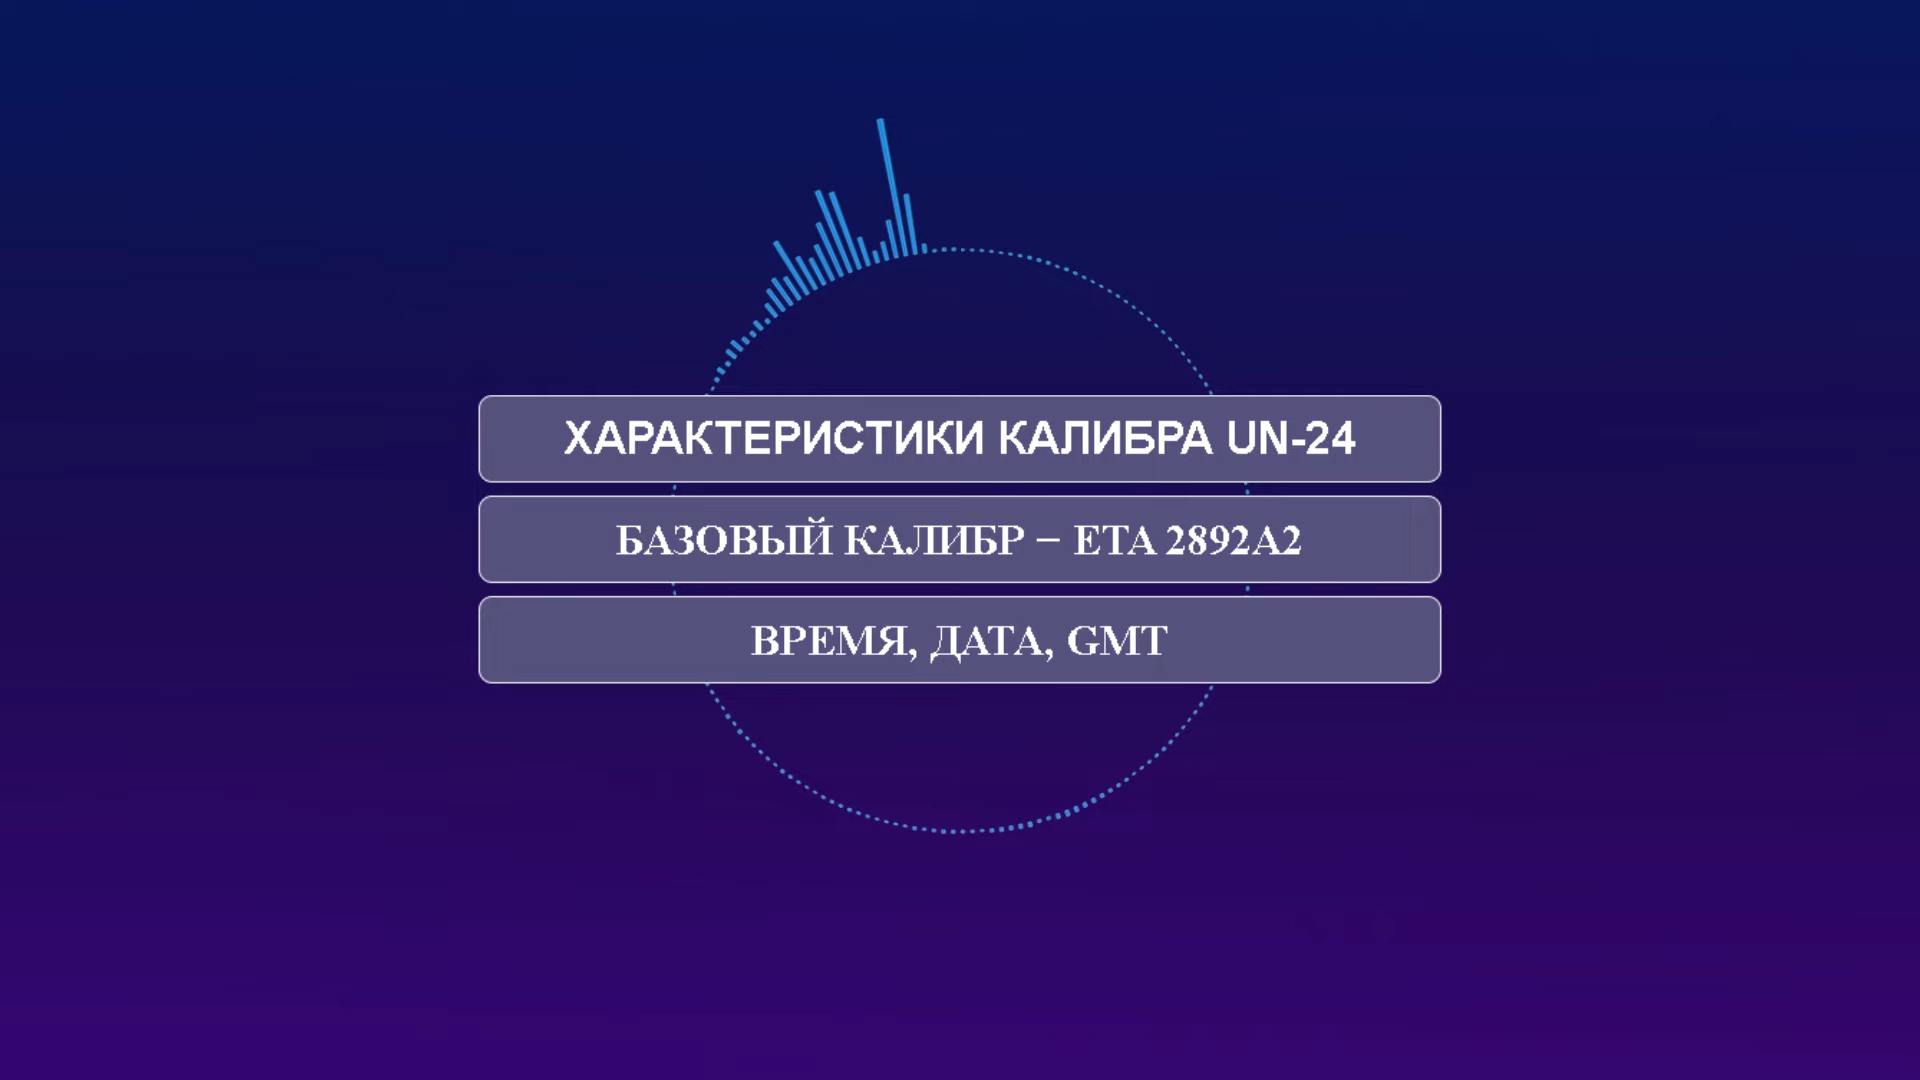 ХАРАКТЕРИСТИКИ КАЛИБРА UN-24
БАЗОВЫЙ КАЛИБР – ETA 2892A2
ВРЕМЯ, ДАТА, GMT